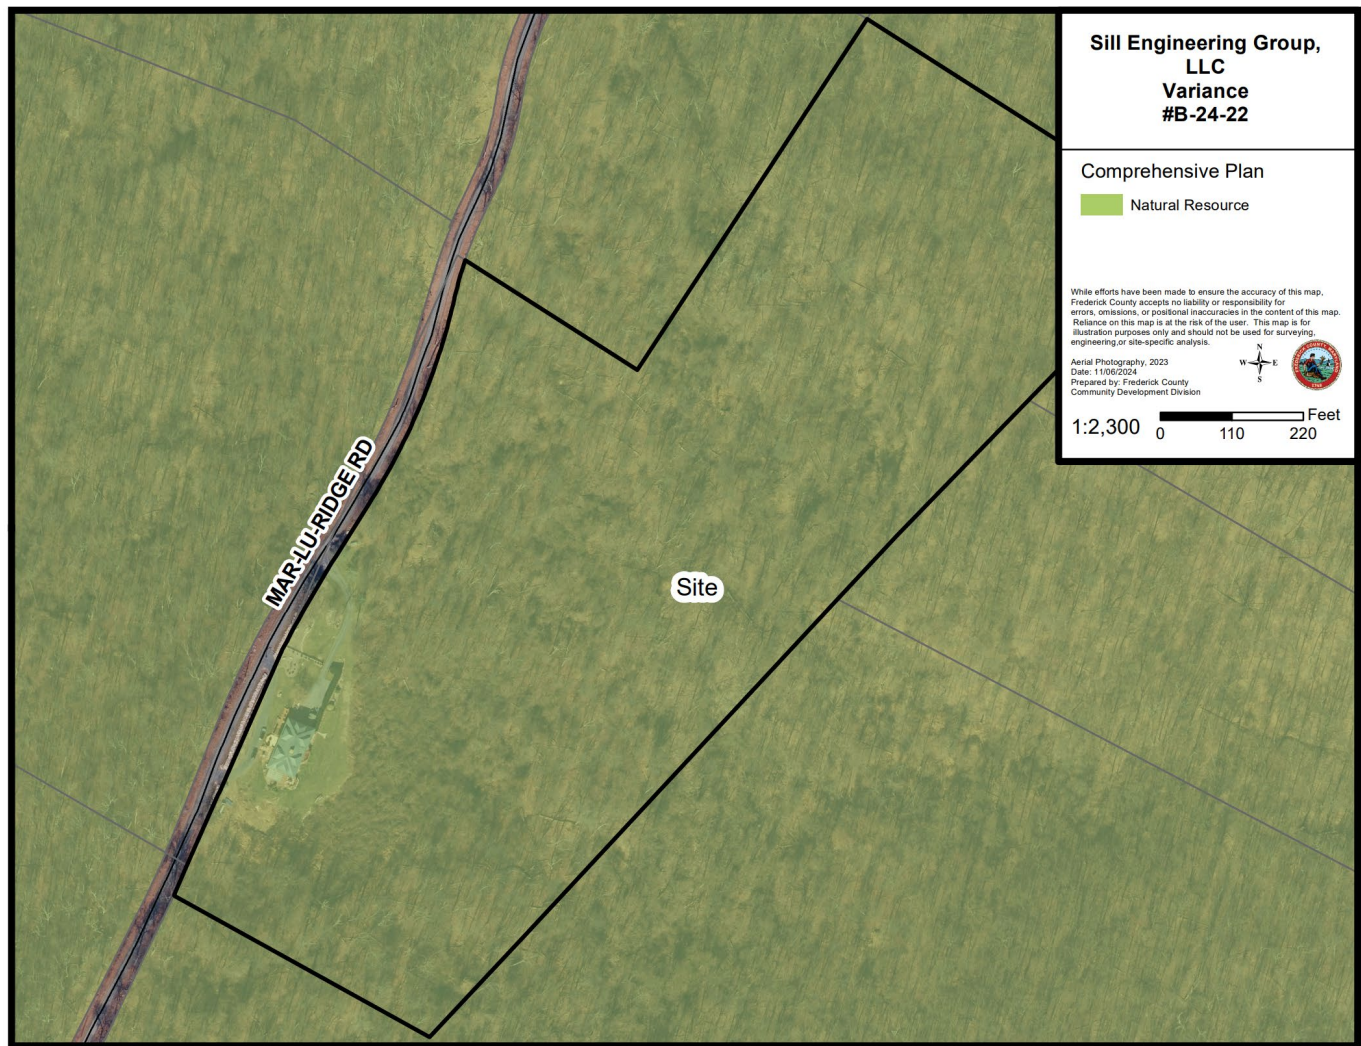 Sill Engineering Group,
LLC
Variance
#B-24-22
Comprehensive Plan
Natural Resource
While efforts have been made to ensure the accuracy of this map,
Frederick County accepts no liability or responsibility for
errors, omissions, or positional inaccuracies in the content of this map.
Reliance on this map is at the risk of the user. This map is for
illustration purposes only and should not be used for surveying,
engineering,or site-specific analysis.
N
W E
S
Aerial Photography, 2023
Date: 11/06/2024
Prepared by: Frederick County
Community Development Division
1:2,300
Feet
0 110 220
MAR-LU-RIDGE RD
Site